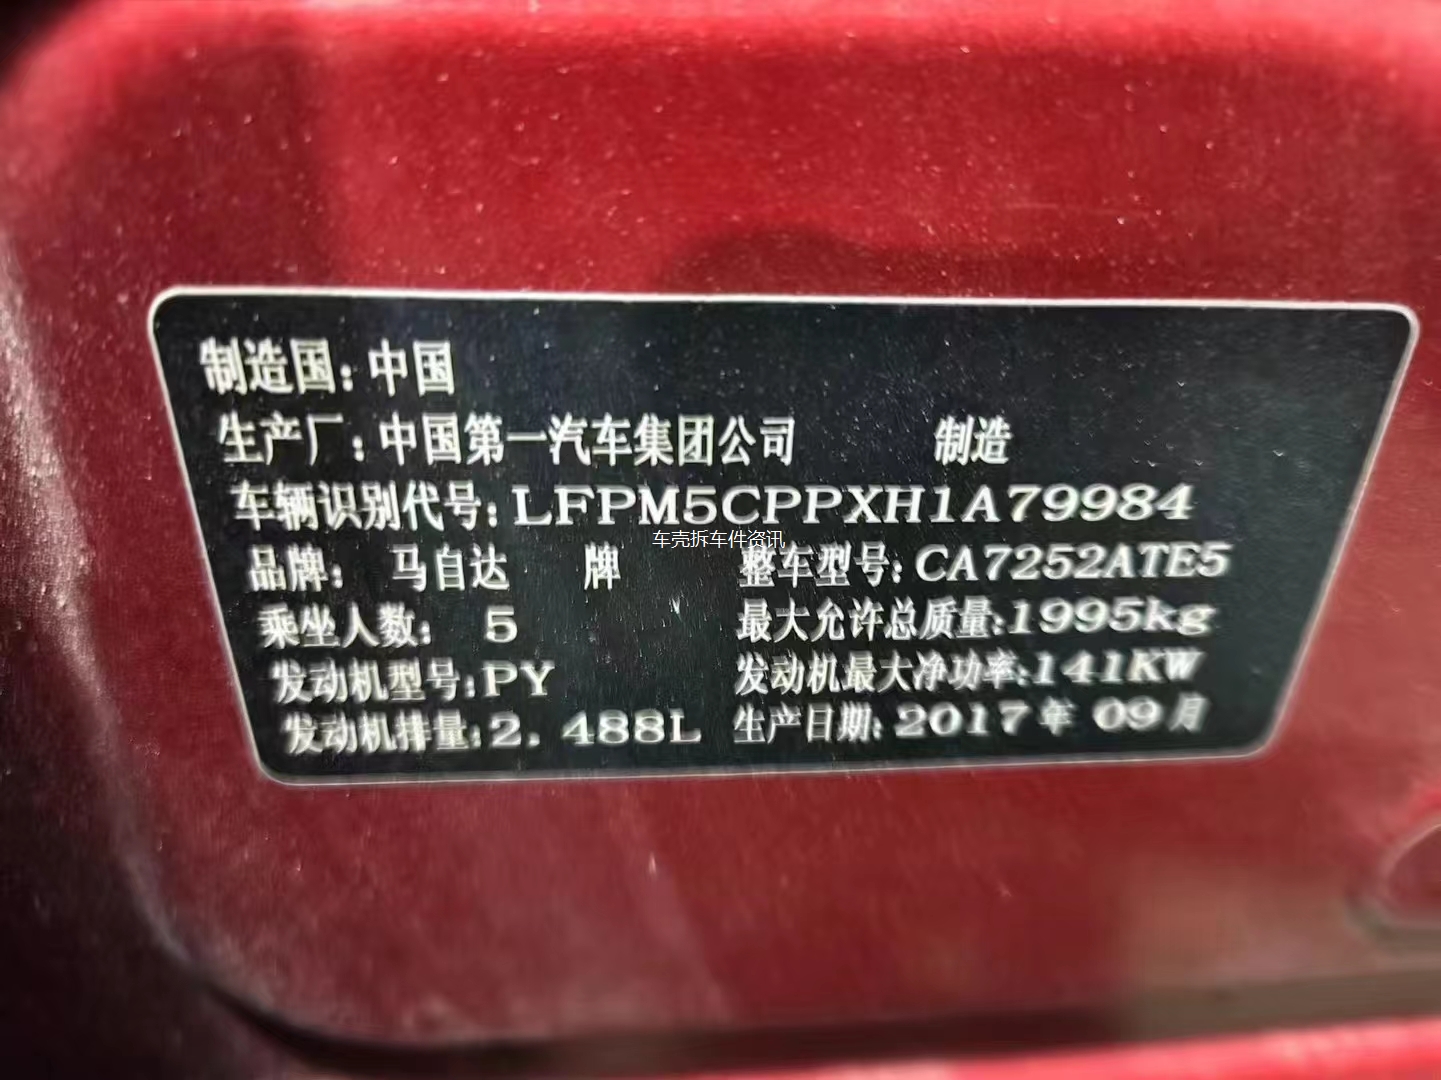 制造国：中国
生产厂：中国第一汽车集团公司 制造
车辆识别代号：LFPM5CPPXH1A79984
车壳拆车件资讯
品牌： 马自达 牌 整车型号：CA7252ATE5
乘坐人数： 5 最大允许总质量：1995kg
发动机型号：PY 发动机最大净功率：141KW
发动机排量：2.488L 生产日期：2017年 09月